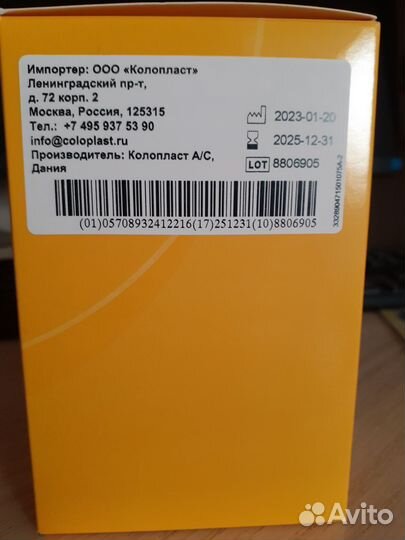 Импортер: ООО «Колопласт»
Ленинградский пр-т,
д. 72 корп. 2
Москва, Россия, 125315
Тел.: +7 495 937 53 90
info@coloplast.ru
Производитель: Колопласт А/С,
Дания
2023-01-20
2025-12-31
LOT 8806905
(01)05708932412216(17)251231(10)8806905
Avito